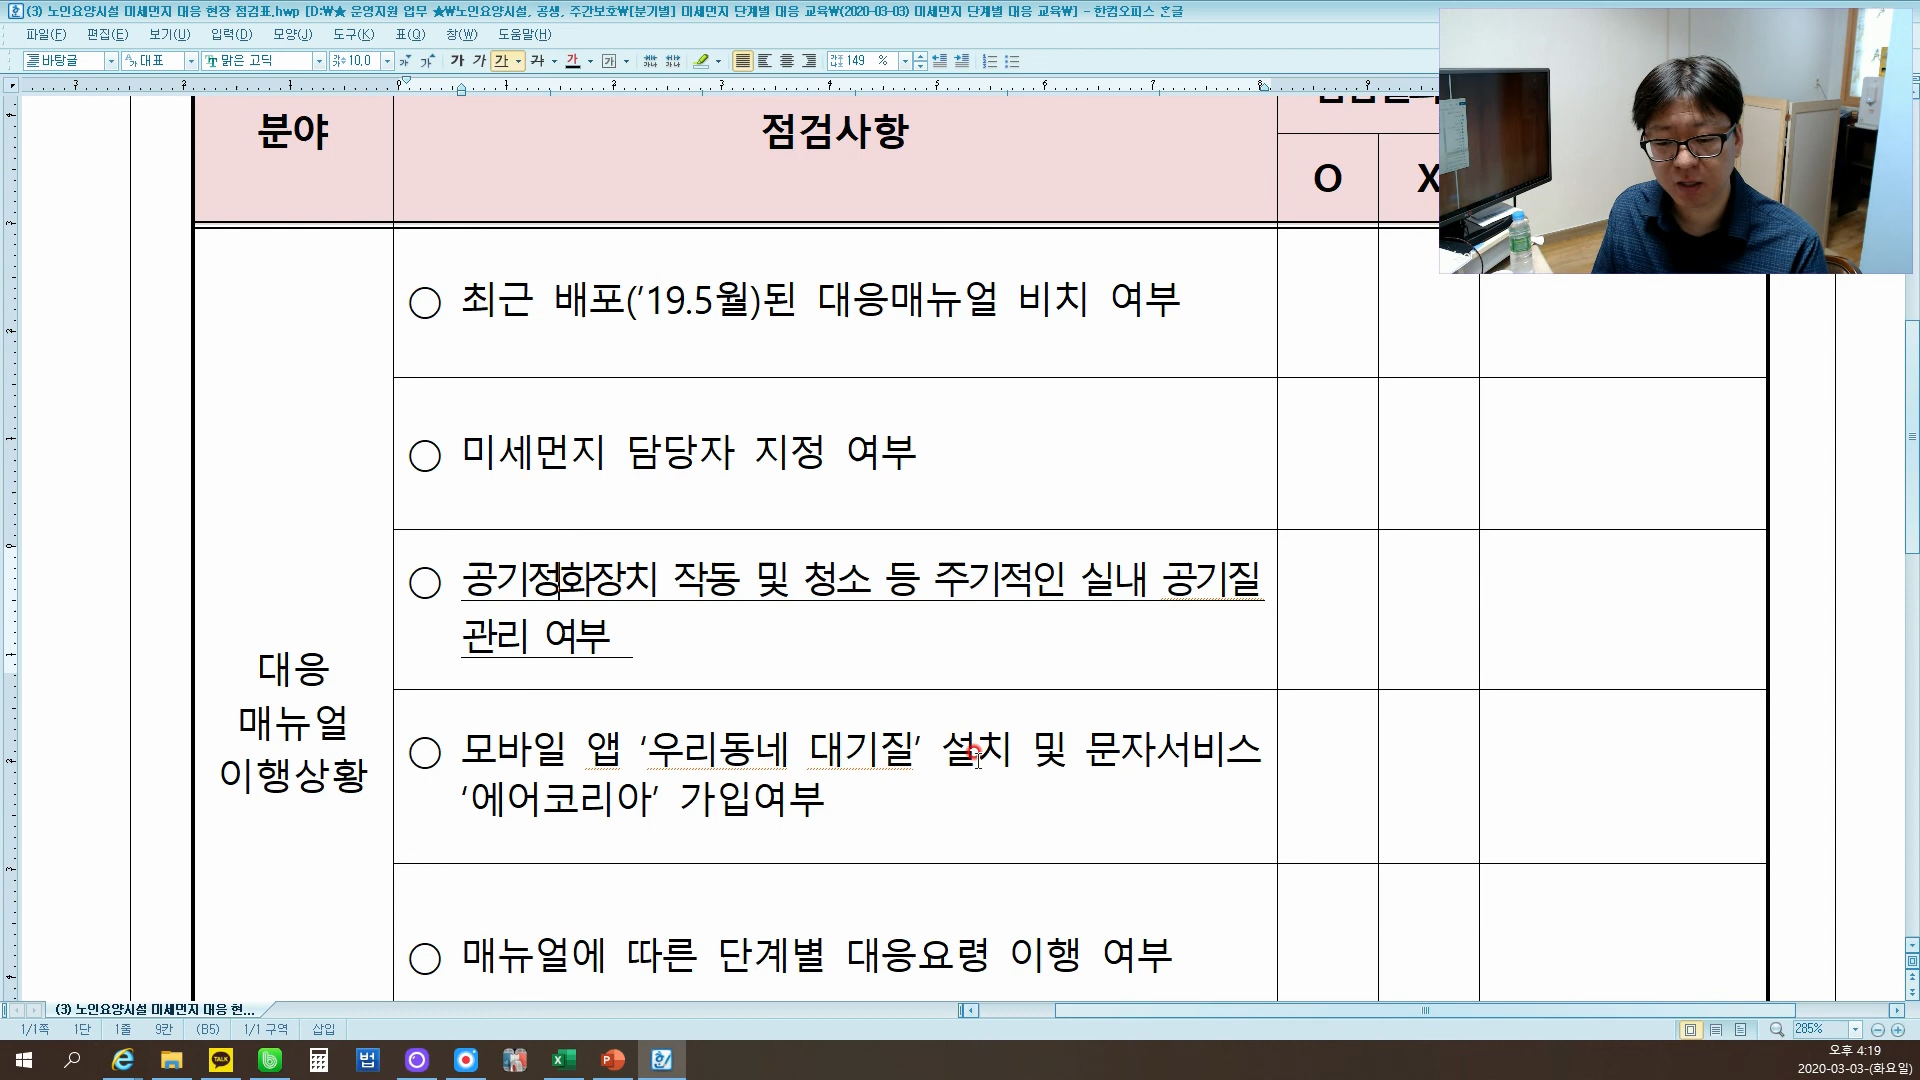 (3) 노인요양시설 미세먼지 대응 현장 점검표.hwp [D:₩★ 운영지원 업무 ★₩노인요양시설, 공생, 주간보호₩[분기별] 미세먼지 단계별 대응 교육₩(2020-03-03) 미세먼지 단계별 대응 교육₩] - 한컴오피스 한글
파일(F) 편집(E) 보기(U) 입력(D) 모양(J) 도구(K) 표(Q) 창(W) 도움말(H)
바탕글 대표 맑은 고딕 10,0 가 가 가 가 가 가 149 %
분야 점검사항
O X
최근 배포('19.5월)된 대응매뉴얼 비치 여부
미세먼지 담당자 지정 여부
공기정화장치 작동 및 청소 등 주기적인 실내 공기질
관리 여부
대응
매뉴얼
이행상황
모바일 앱 '우리동네 대기질' 설치 및 문자서비스
'에어코리아' 가입여부
매뉴얼에 따른 단계별 대응요령 이행 여부
(3) 노인요양시설 미세먼지 대응 현...
1/1쪽 1단 1줄 9칸 (B5) 1/1 구역 삽입 285%
TALK b 법
오후 4:19
2020-03-03-(화요일)